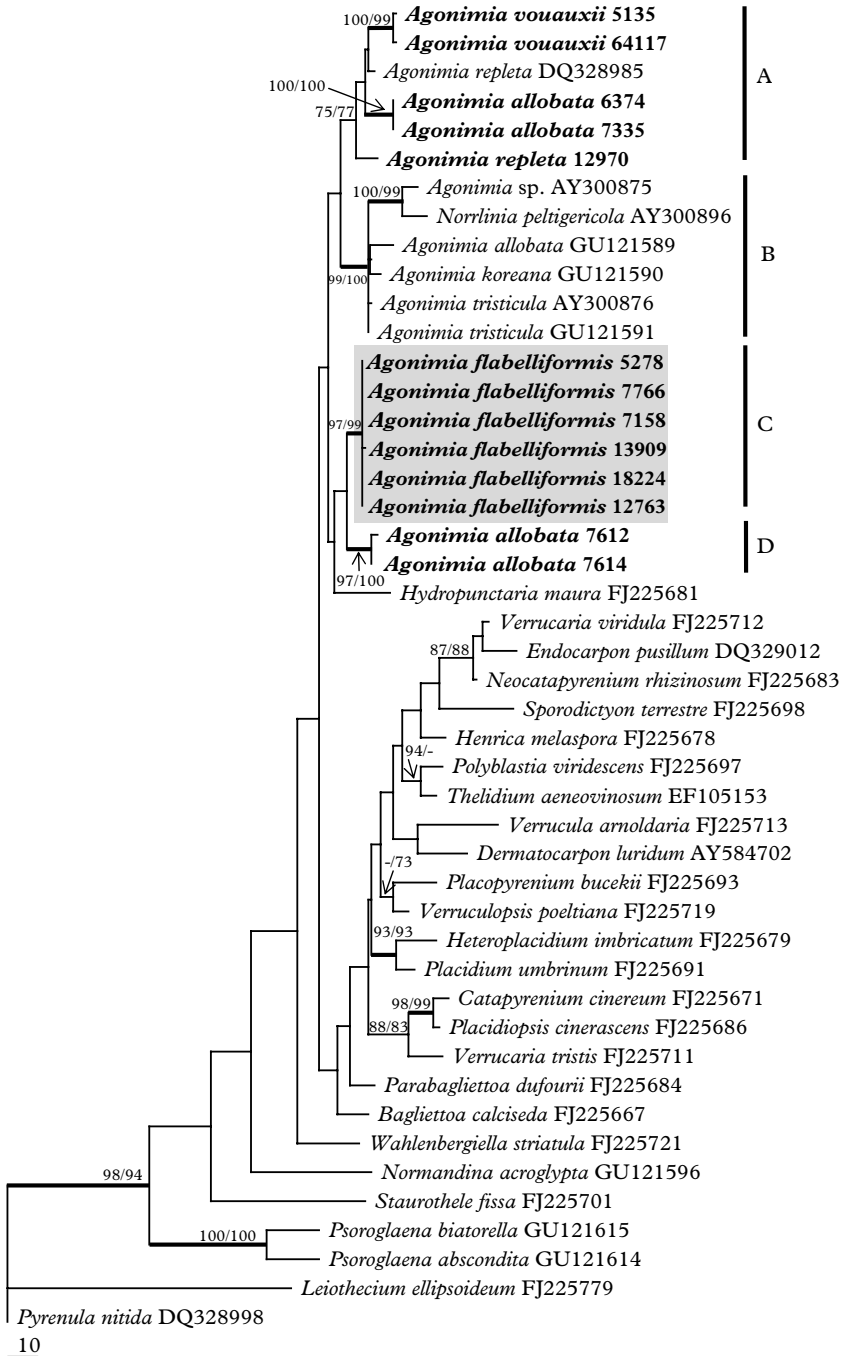 100/99
Agonimia vouauxii 5135
Agonimia vouauxii 64117
Agonimia repleta DQ328985
100/100
Agonimia allobata 6374
75/77
Agonimia allobata 7335
Agonimia repleta 12970
A
100/99
Agonimia sp. AY300875
Norrlinia peltigericola AY300896
Agonimia allobata GU121589
99/100
Agonimia koreana GU121590
Agonimia tristicula AY300876
Agonimia tristicula GU121591
B
Agonimia flabelliformis 5278
Agonimia flabelliformis 7766
97/99
Agonimia flabelliformis 7158
Agonimia flabelliformis 13909
Agonimia flabelliformis 18224
Agonimia flabelliformis 12763
C
Agonimia allobata 7612
Agonimia allobata 7614
D
97/100
Hydropunctaria maura FJ225681
Verrucaria viridula FJ225712
87/88
Endocarpon pusillum DQ329012
Neocatapyrenium rhizinosum FJ225683
Sporodictyon terrestre FJ225698
Henrica melaspora FJ225678
94/-
Polyblastia viridescens FJ225697
Thelidium aeneovinosum EF105153
Verrucula arnoldaria FJ225713
Dermatocarpon luridum AY584702
-/73
Placopyrenium bucekii FJ225693
Verruculopsis poeltiana FJ225719
93/93
Heteroplacidium imbricatum FJ225679
Placidium umbrinum FJ225691
98/99
Catapyrenium cinereum FJ225671
88/83
Placidiopsis cinerascens FJ225686
Verrucaria tristis FJ225711
Parabagliettoa dufourii FJ225684
Bagliettoa calciseda FJ225667
Wahlenbergiella striatula FJ225721
98/94
Normandina acroglypta GU121596
Staurothele fissa FJ225701
100/100
Psoroglaena biatorella GU121615
Psoroglaena abscondita GU121614
Leiothecium ellipsoideum FJ225779
Pyrenula nitida DQ328998
10